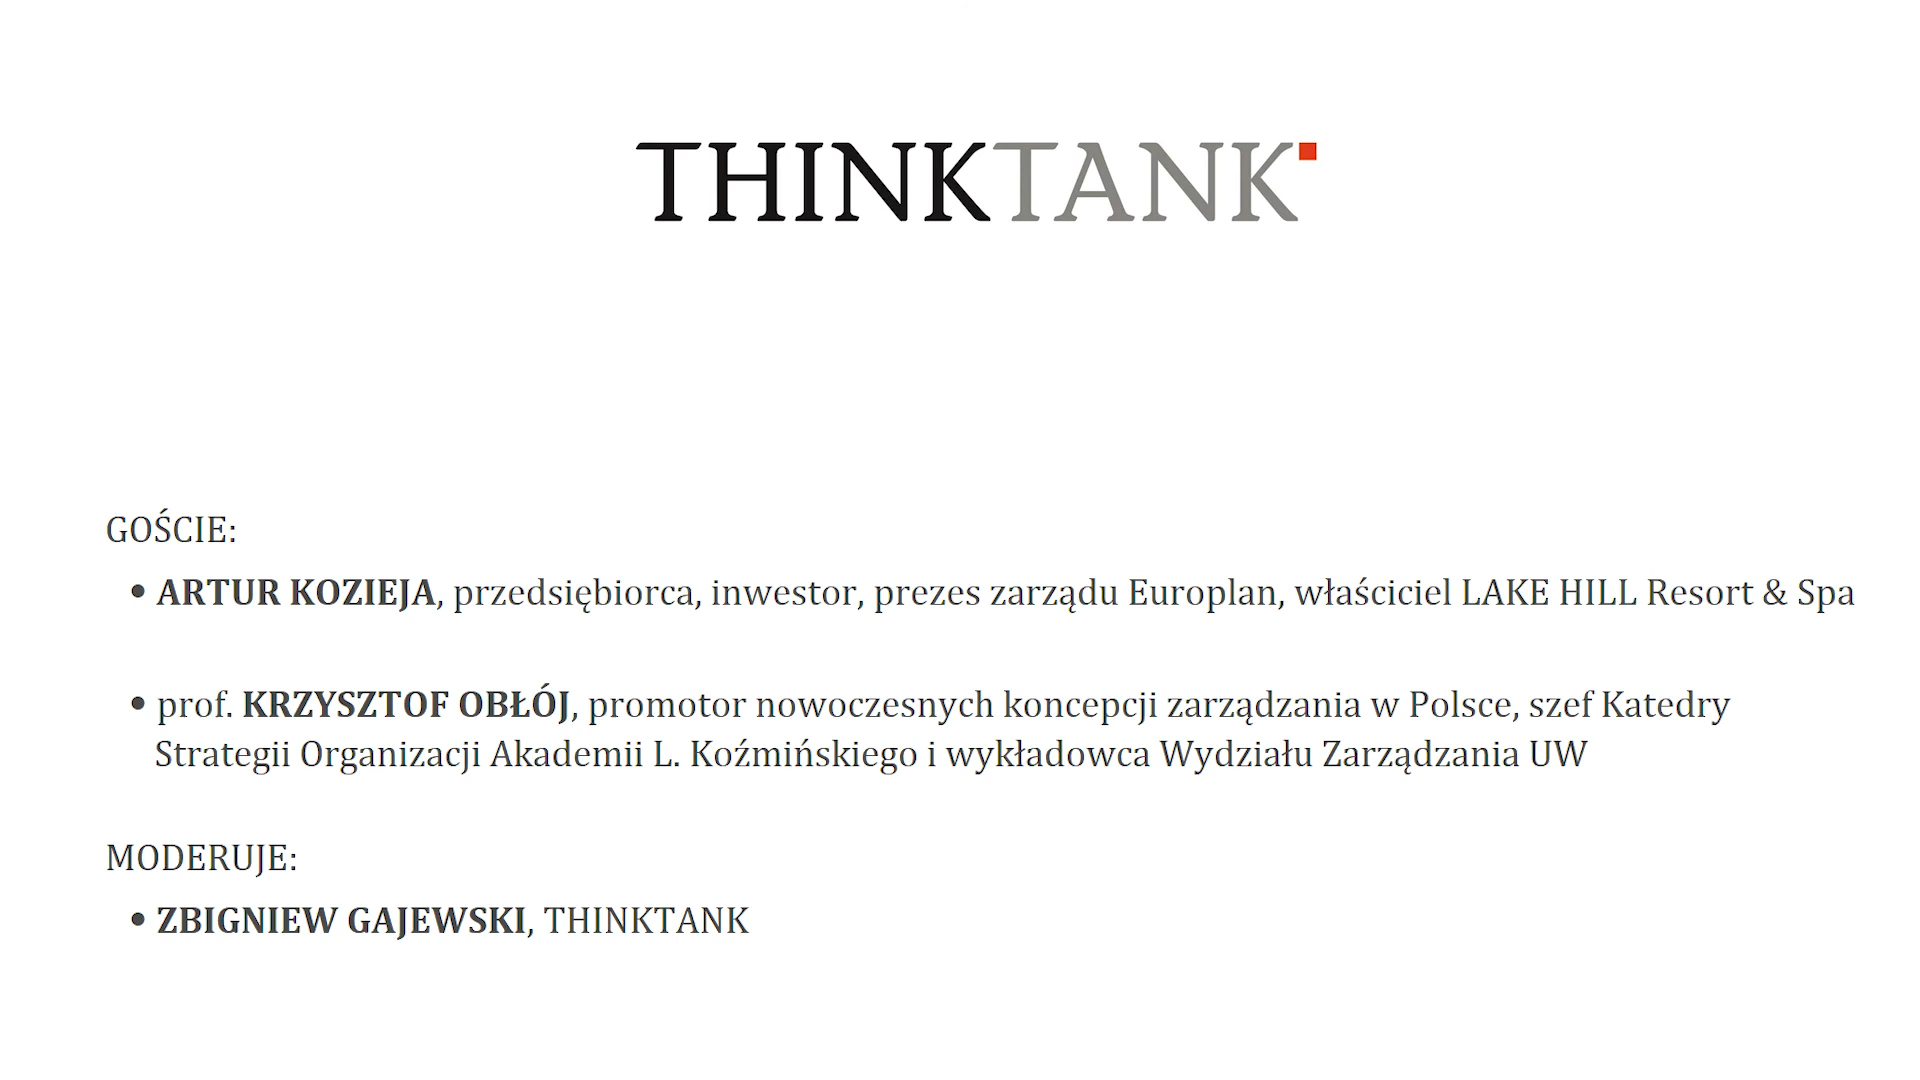 THINKTANK
GOŚCIE:
• ARTUR KOZIEJA, przedsiębiorca, inwestor, prezes zarządu Europlan, właściciel LAKE HILL Resort & Spa
• prof. KRZYSZTOF OBŁÓJ, promotor nowoczesnych koncepcji zarządzania w Polsce, szef Katedry
Strategii Organizacji Akademii L. Koźmińskiego i wykładowca Wydziału Zarządzania UW
MODERUJE:
• ZBIGNIEW GAJEWSKI, THINKTANK